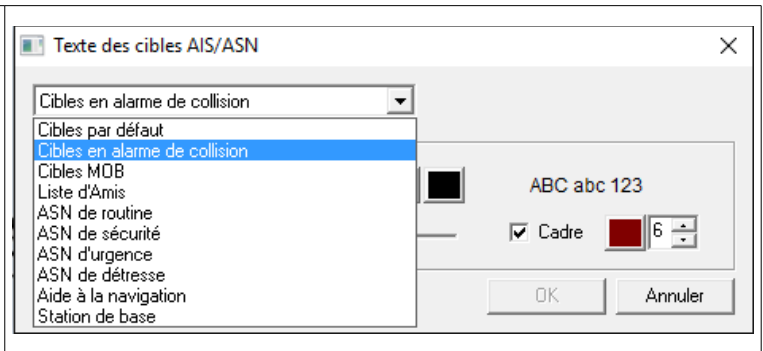 Texte des cibles AIS/ASN
Cibles en alarme de collision
Cibles par défaut
Cibles en alarme de collision
Cibles MOB
Liste d'Amis
ASN de routine
ASN de sécurité
ASN d'urgence
ASN de détresse
Aide à la navigation
Station de base
ABC abc 123
Cadre 6
OK Annuler